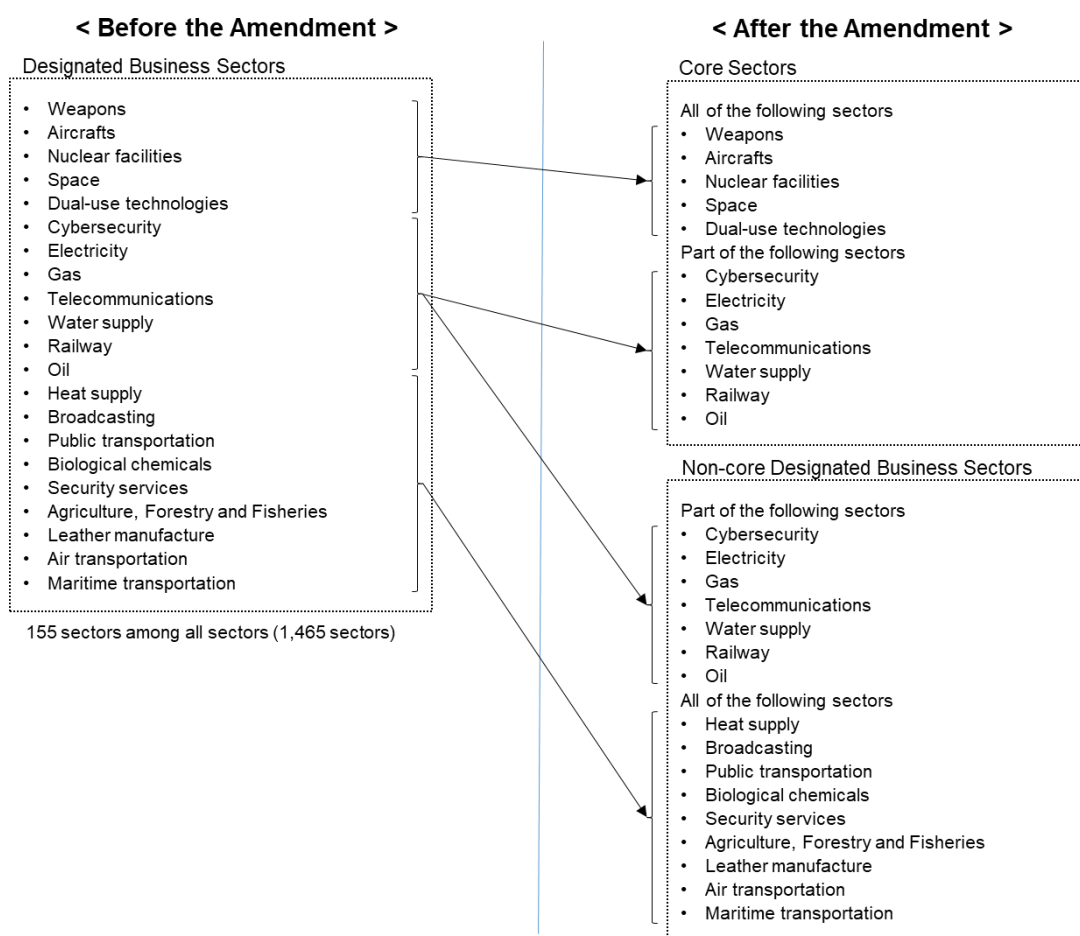 < Before the Amendment >
Designated Business Sectors
• Weapons
• Aircrafts
• Nuclear facilities
• Space
• Dual-use technologies
• Cybersecurity
• Electricity
• Gas
• Telecommunications
• Water supply
• Railway
• Oil
• Heat supply
• Broadcasting
• Public transportation
• Biological chemicals
• Security services
• Agriculture, Forestry and Fisheries
• Leather manufacture
• Air transportation
• Maritime transportation
155 sectors among all sectors (1,465 sectors)
< After the Amendment >
Core Sectors
All of the following sectors
• Weapons
• Aircrafts
• Nuclear facilities
• Space
• Dual-use technologies
Part of the following sectors
• Cybersecurity
• Electricity
• Gas
• Telecommunications
• Water supply
• Railway
• Oil
Non-core Designated Business Sectors
Part of the following sectors
• Cybersecurity
• Electricity
• Gas
• Telecommunications
• Water supply
• Railway
• Oil
All of the following sectors
• Heat supply
• Broadcasting
• Public transportation
• Biological chemicals
• Security services
• Agriculture, Forestry and Fisheries
• Leather manufacture
• Air transportation
• Maritime transportation